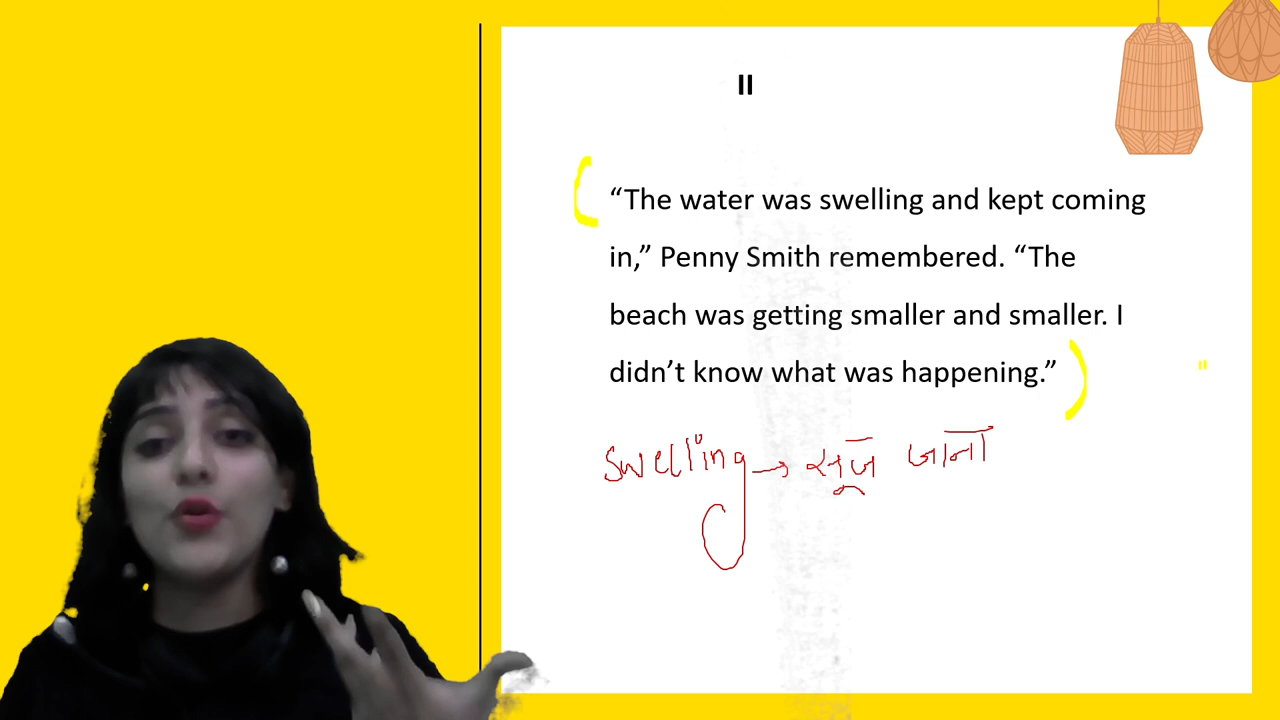 II
“The water was swelling and kept coming
in,” Penny Smith remembered. “The
beach was getting smaller and smaller. I
didn’t know what was happening.”
swelling → सूज जाना